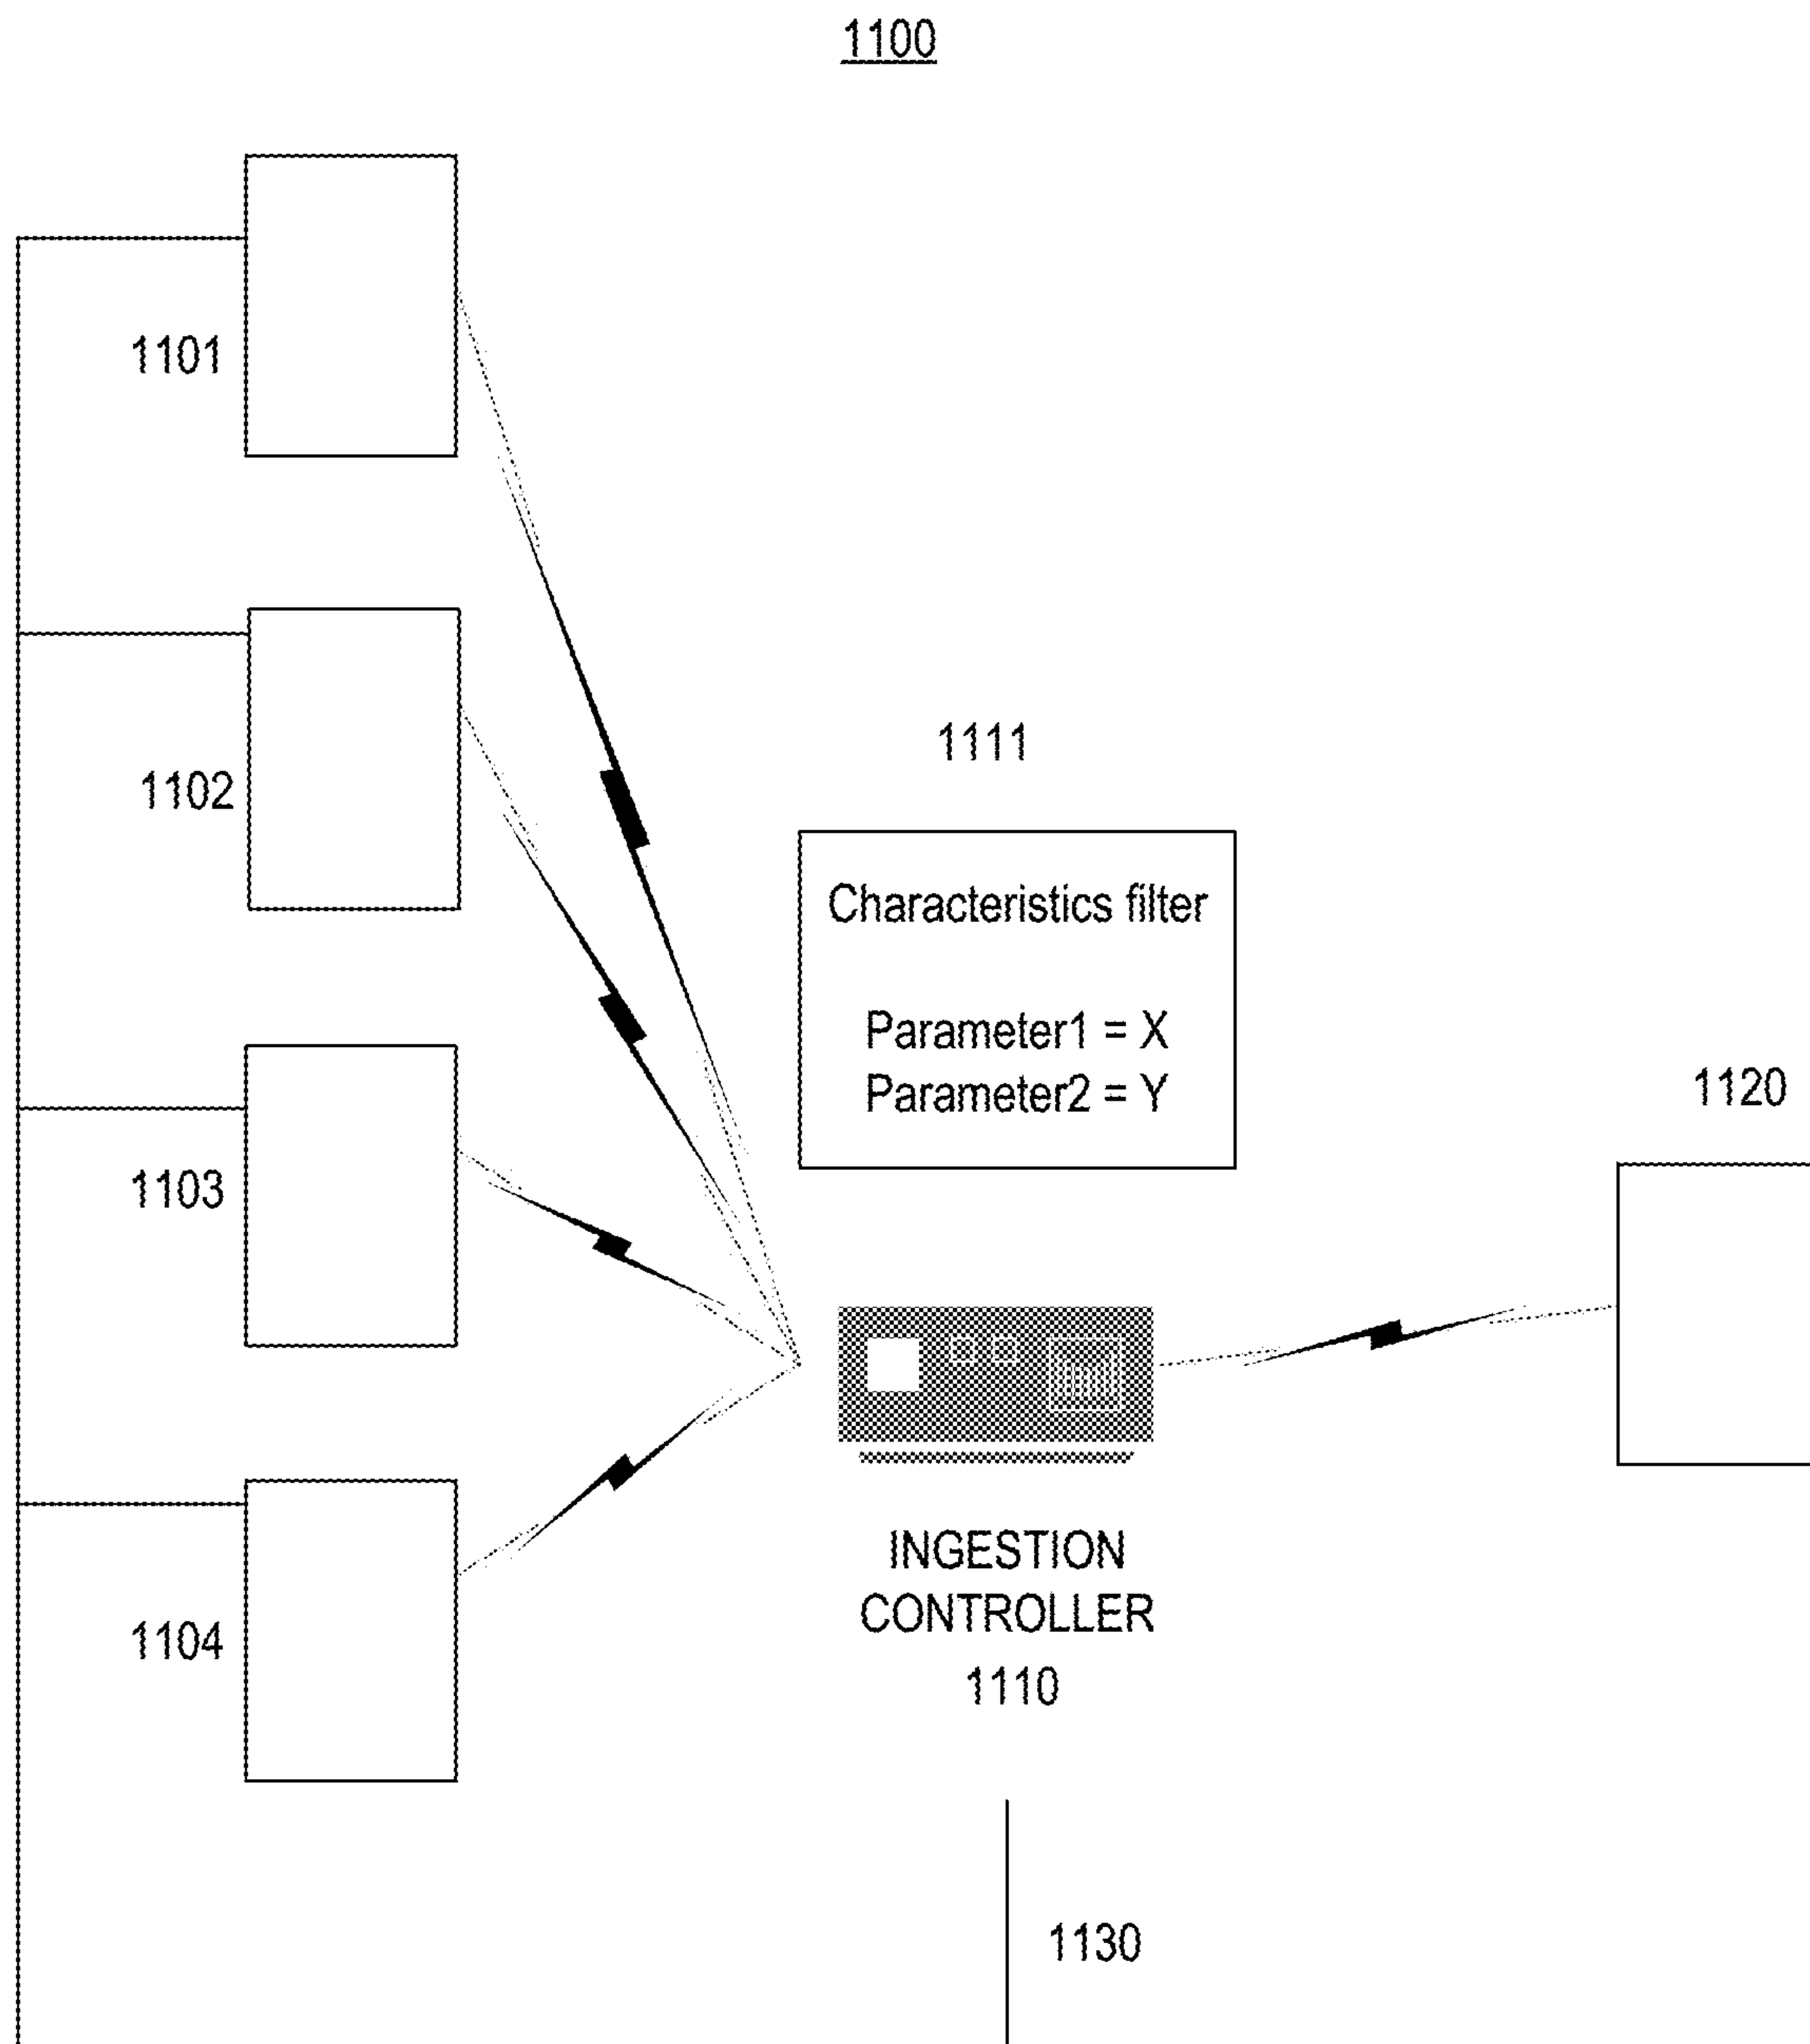 1100
1101
1102
1111
Characteristics filter
Parameter1 = X
Parameter2 = Y
1120
1103
INGESTION
CONTROLLER
1110
1104
1130